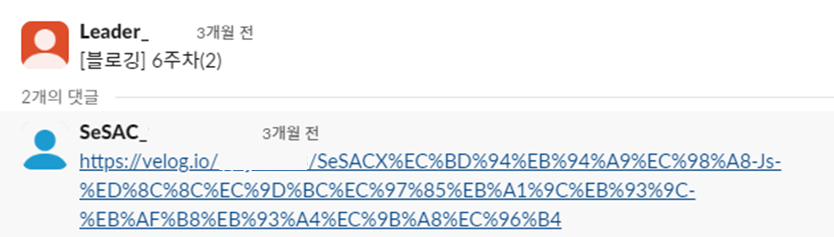 Leader_ 3개월 전
[블로깅] 6주차(2)
2개의 댓글
SeSAC_ 3개월 전
https://velog.io/ /SeSACX%EC%BD%94%EB%94%A9%EC%98%A8-Js-
%ED%8C%8C%EC%9D%BC%EC%97%85%EB%A1%9C%EB%93%9C-
%EB%AF%B8%EB%93%A4%EC%9B%A8%EC%96%B4